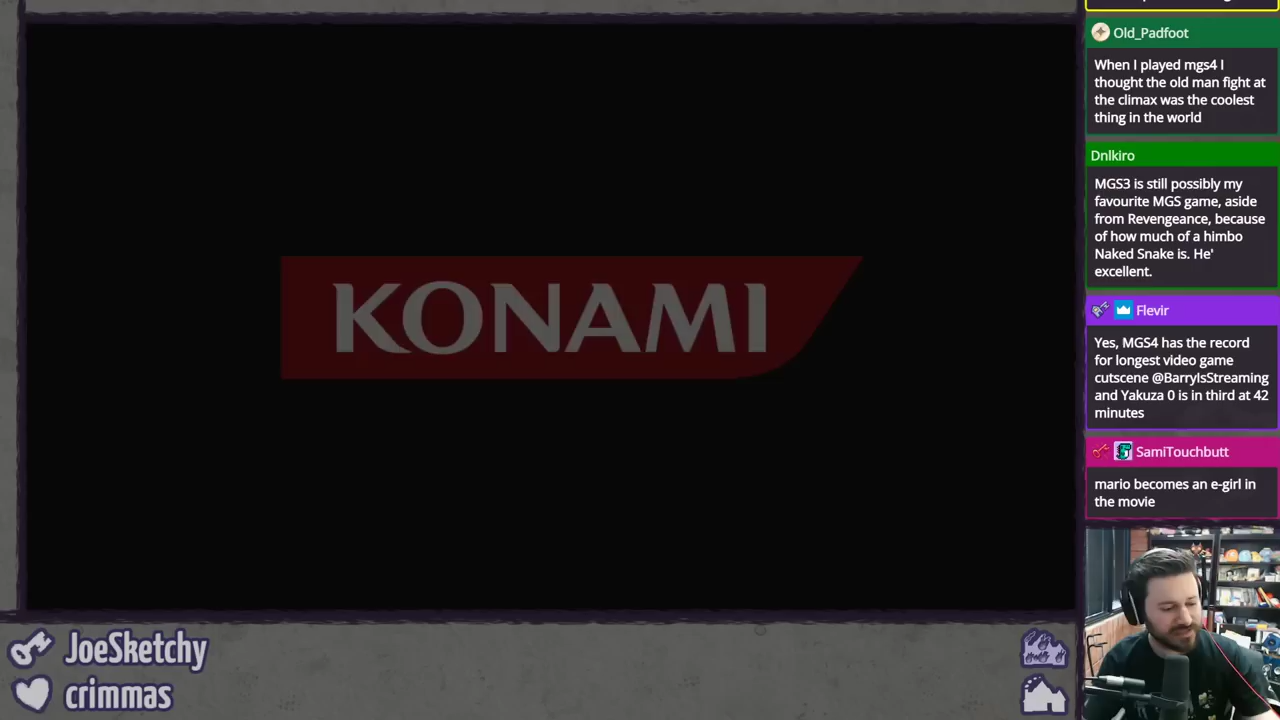 KONAMI
Old_Padfoot
When I played mgs4 I
thought the old man fight at
the climax was the coolest
thing in the world
Dnlkiro
MGS3 is still possibly my
favourite MGS game, aside
from Revengeance, because
of how much of a himbo
Naked Snake is. He'
excellent.
Flevir
Yes, MGS4 has the record
for longest video game
cutscene @BarryIsStreaming
and Yakuza 0 is in third at 42
minutes
SamiTouchbutt
mario becomes an e-girl in
the movie
JoeSketchy
crimmas